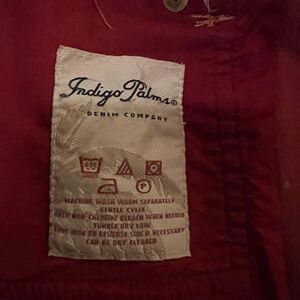 Indigo Palms®
DENIM COMPANY
P
MACHINE WASH WARM SEPARATELY
GENTLE CYCLE
ONLY NON-CHLORINE BLEACH WHEN NEEDED
TUMBLE DRY LOW
COOL IRON ON REVERSE SIDE IF NECESSARY
CAN BE DRY CLEANED